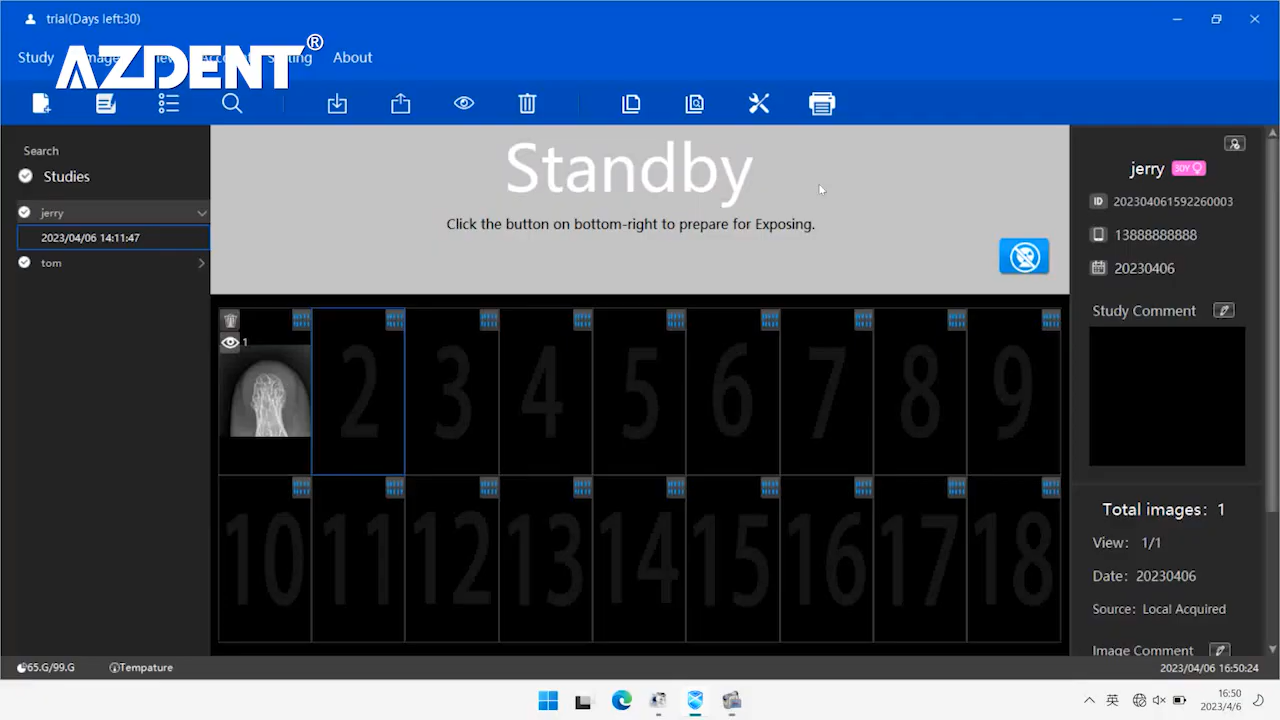 trial(Days left:30)
AZDENT®
Study
About
Search
Studies
jerry
2023/04/06 14:11:47
tom
Standby
Click the button on bottom-right to prepare for Exposing.
1
2
3
4
5
6
7
8
9
10
11
12
13
14
15
16
17
18
jerry
30Y
ID 202304061592260003
13888888888
20230406
Study Comment
Total images: 1
View: 1/1
Date: 20230406
Source: Local Acquired
Image Comment
65.G/99.G
Tempature
2023/04/06 16:50:24
英
16:50
2023/4/6